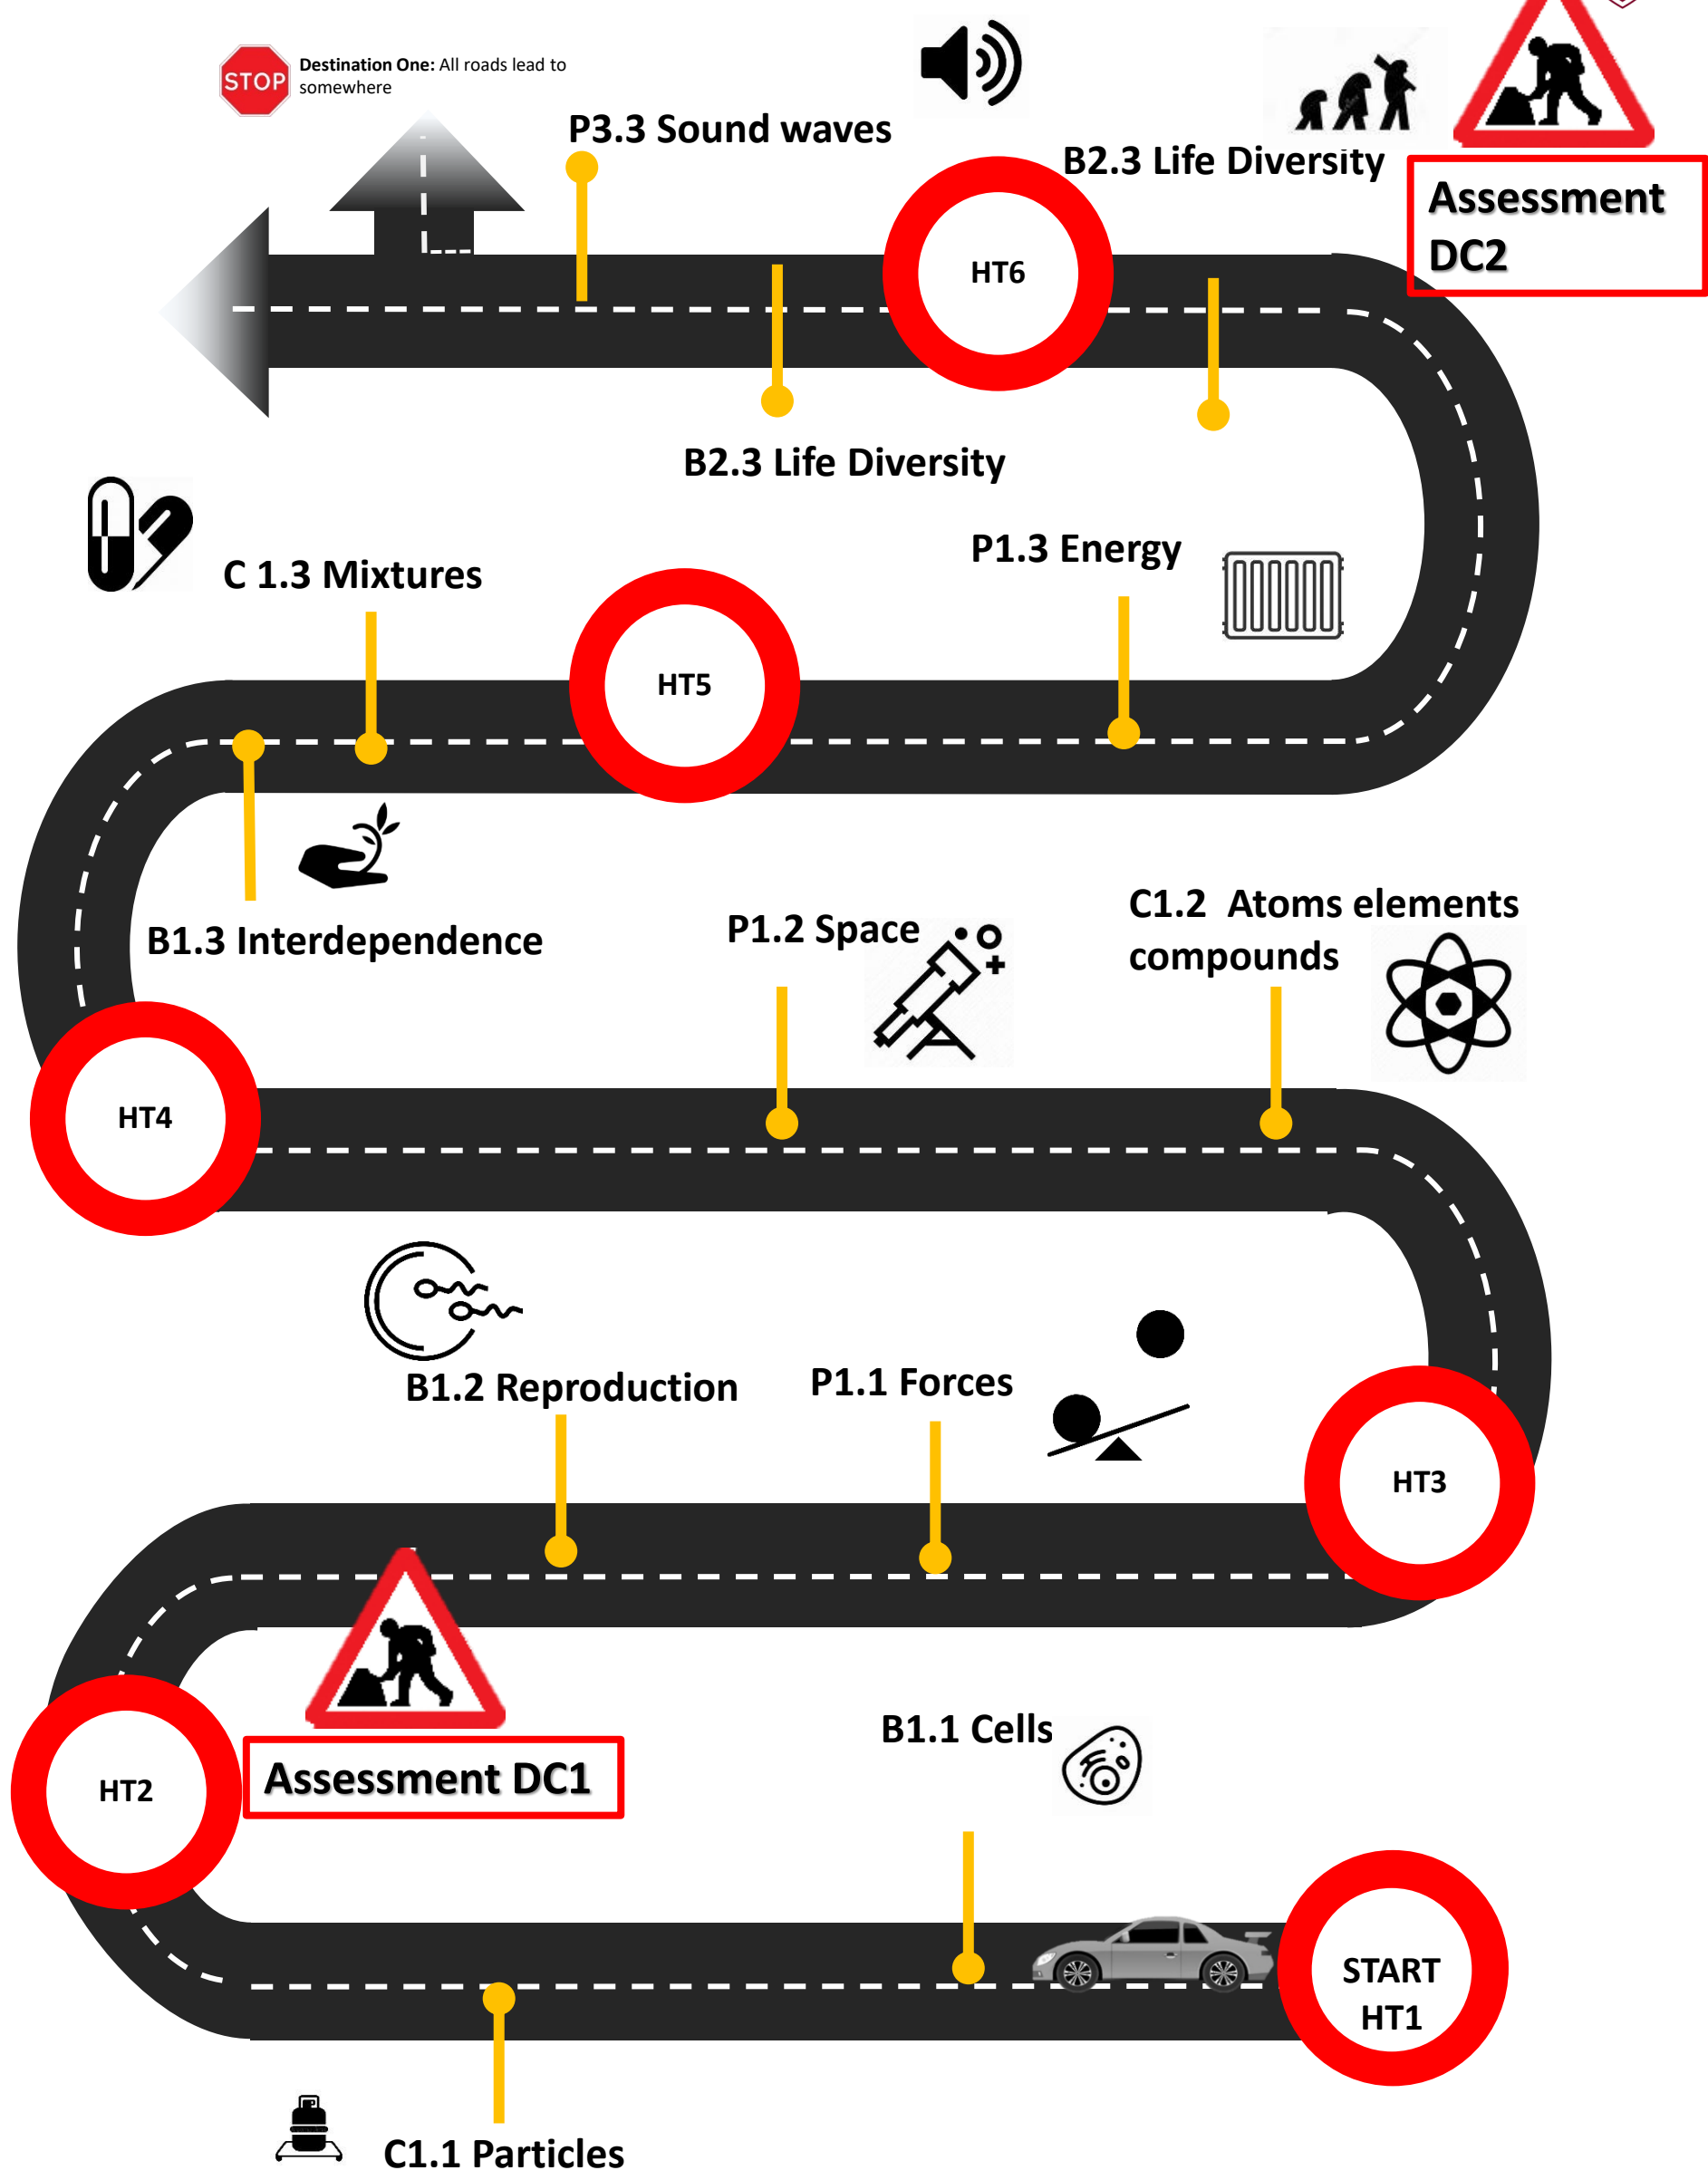 STOP
Destination One: All roads lead to
somewhere
P3.3 Sound waves
B2.3 Life Diversity
Assessment
DC2
HT6
B2.3 Life Diversity
P1.3 Energy
C 1.3 Mixtures
HT5
B1.3 Interdependence
P1.2 Space
C1.2  Atoms elements
compounds
HT4
B1.2 Reproduction
P1.1 Forces
HT3
HT2
Assessment DC1
B1.1 Cells
START
HT1
C1.1 Particles